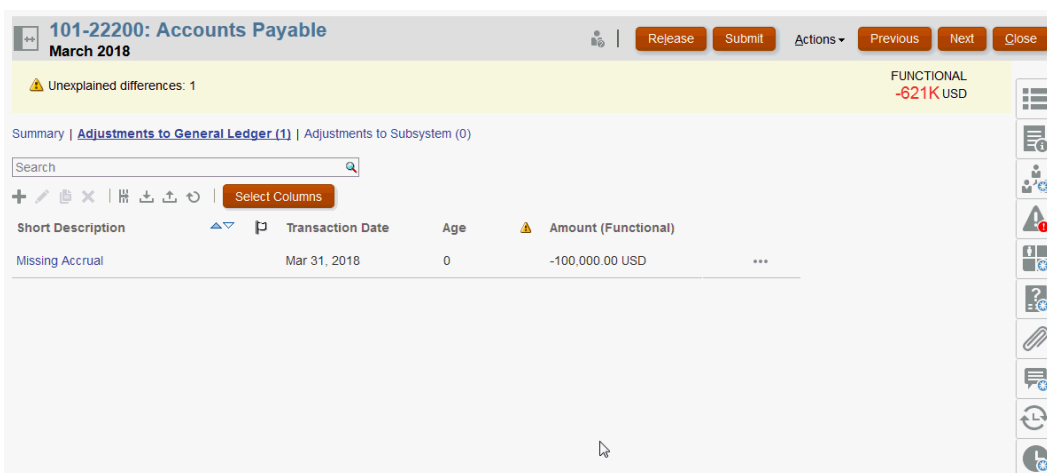 101-22200: Accounts Payable
March 2018
Release Submit Actions Previous Next Close
Unexplained differences: 1
FUNCTIONAL
-621K USD
Summary | Adjustments to General Ledger (1) | Adjustments to Subsystem (0)
Search
Select Columns
Short Description Transaction Date Age Amount (Functional)
Missing Accrual Mar 31, 2018 0 -100,000.00 USD